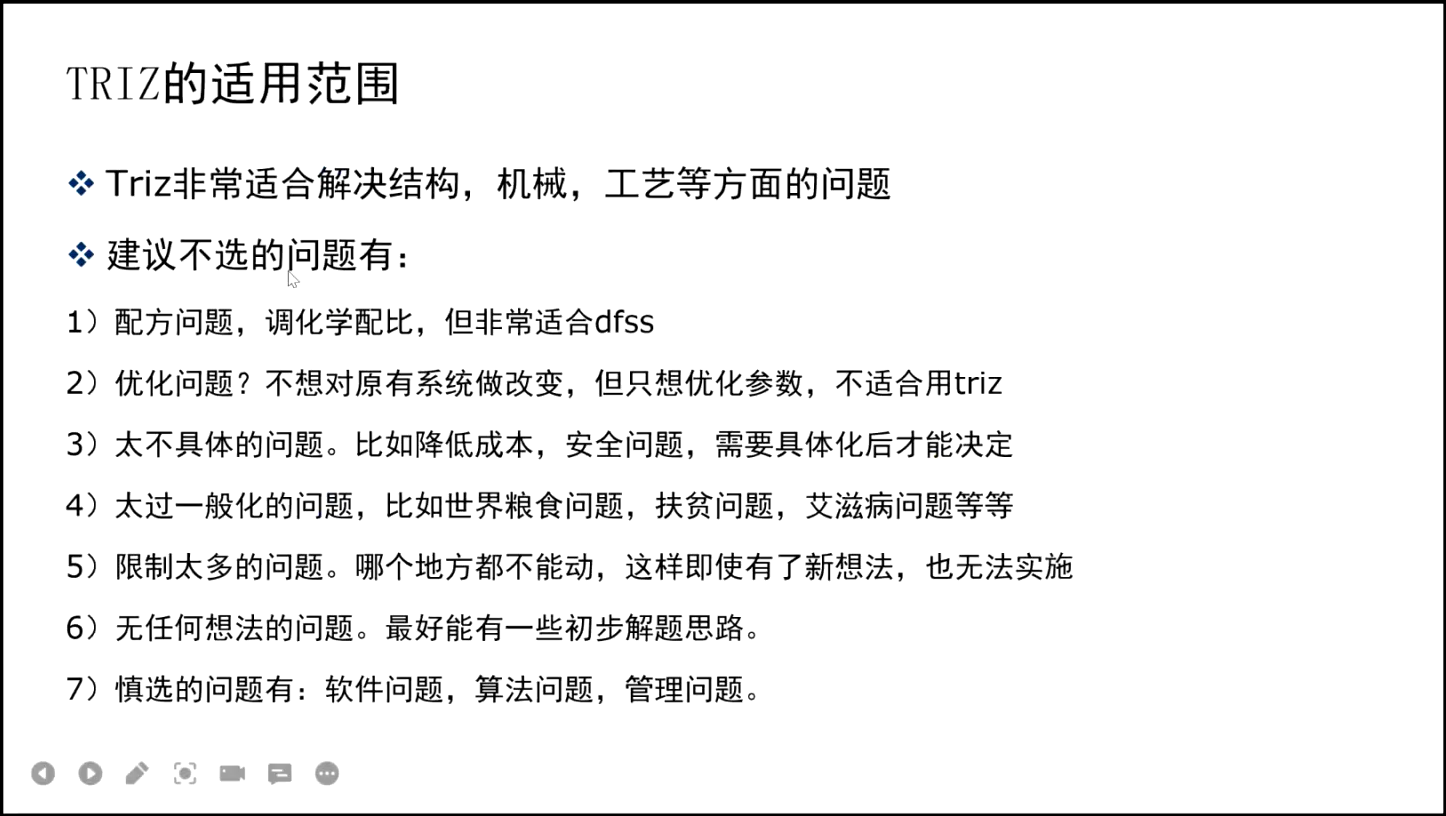 TRIZ的适用范围
Triz非常适合解决结构，机械，工艺等方面的问题
建议不选的问题有：
1）配方问题，调化学配比，但非常适合dfss
2）优化问题？不想对原有系统做改变，但只想优化参数，不适合用triz
3）太不具体的问题。比如降低成本，安全问题，需要具体化后才能决定
4）太过一般化的问题，比如世界粮食问题，扶贫问题，艾滋病问题等等
5）限制太多的问题。哪个地方都不能动，这样即使有了新想法，也无法实施
6）无任何想法的问题。最好能有一些初步解题思路。
7）慎选的问题有：软件问题，算法问题，管理问题。